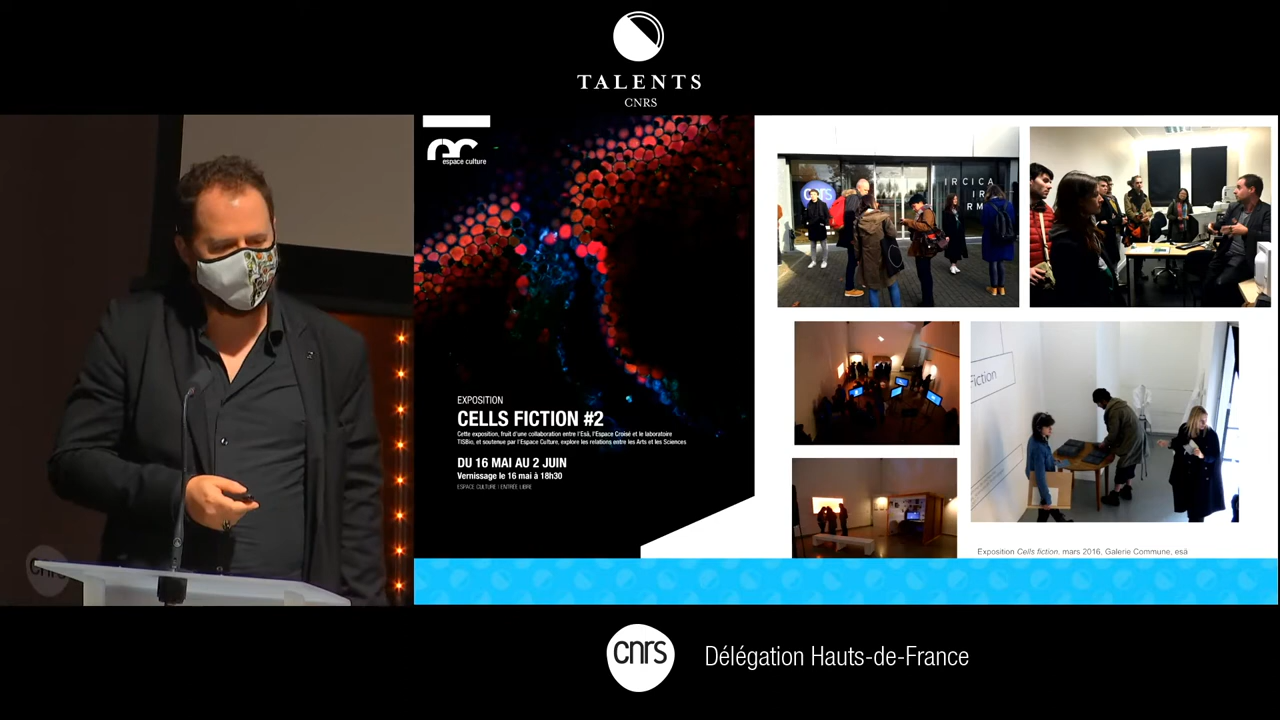 TALENTS
CNRS
espace culture
EXPOSITION
CELLS FICTION #2
Cette exposition, fruit d'une collaboration entre l'Esä, l'Espace Croisé et le laboratoire
TISBio, et soutenue par l'Espace Culture, explore les relations entre les Arts et les Sciences
DU 16 MAI AU 2 JUIN
Vernissage le 16 mai à 18h30
ESPACE CULTURE | ENTRÉE LIBRE
cnrs
IRCICA
Fiction
Exposition Cells fiction. mars 2016, Galerie Commune, esä
cnrs
cnrs
Délégation Hauts-de-France